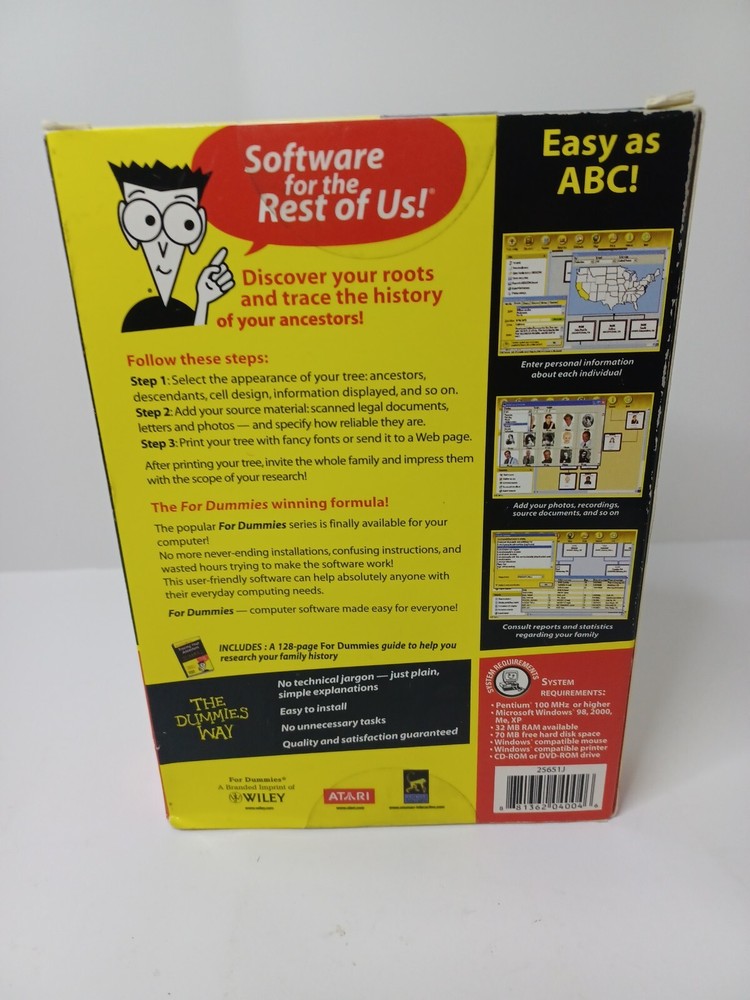 Software
for the
Rest of Us!®
Discover your roots
and trace the history
of your ancestors!
Follow these steps:
Step 1: Select the appearance of your tree: ancestors,
descendants, cell design, information displayed, and so on.
Step 2: Add your source material: scanned legal documents,
letters and photos — and specify how reliable they are.
Step 3: Print your tree with fancy fonts or send it to a Web page.
After printing your tree, invite the whole family and impress them
with the scope of your research!
The For Dummies winning formula!
The popular For Dummies series is finally available for your
computer!
No more never-ending installations, confusing instructions, and
wasted hours trying to make the software work!
This user-friendly software can help absolutely anyone with
their everyday computing needs.
For Dummies — computer software made easy for everyone!
INCLUDES : A 128-page For Dummies guide to help you
research your family history
THE
DUMMIES
WAY
No technical jargon — just plain,
simple explanations
Easy to install
No unnecessary tasks
Quality and satisfaction guaranteed
For Dummies®
A Branded Imprint of
WILEY
www.wiley.com
ATARI
www.atari.com
Easy as
ABC!
Enter personal information
about each individual
Add your photos, recordings,
source documents, and so on
Consult reports and statistics
regarding your family
SYSTEM REQUIREMENTS
SYSTEM
REQUIREMENTS:
• Pentium® 100 MHz or higher
• Microsoft Windows® 98, 2000,
Me, XP
• 32 MB RAM available
• 70 MB free hard disk space
• Windows® compatible mouse
• Windows® compatible printer
• CD-ROM or DVD-ROM drive
25651J
8 81362 04004 6